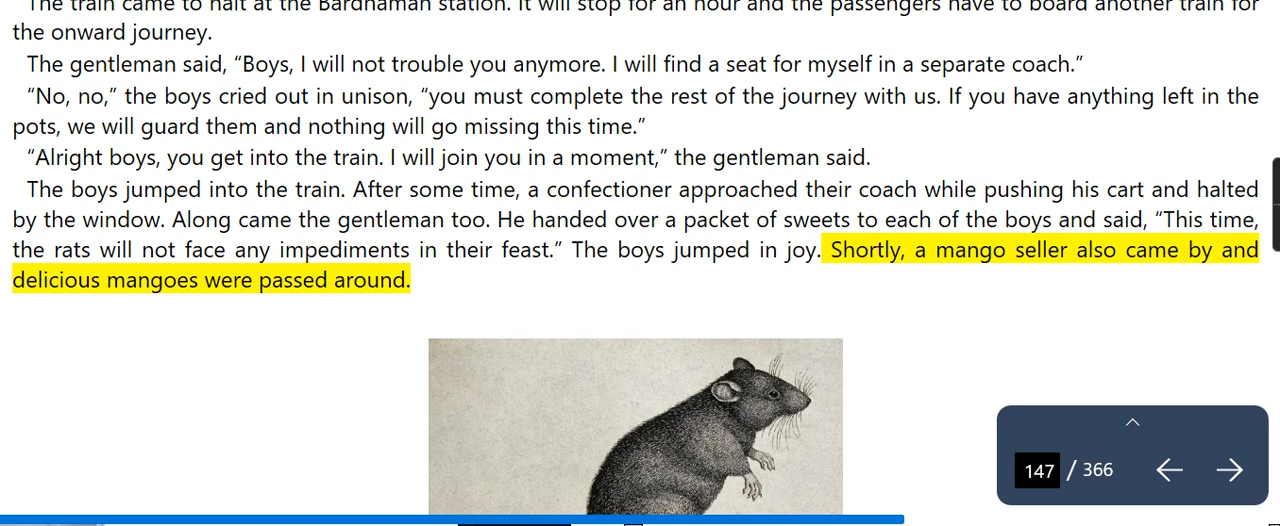 The train came to halt at the Bardhaman station. It will stop for an hour and the passengers have to board another train for
the onward journey.
The gentleman said, “Boys, I will not trouble you anymore. I will find a seat for myself in a separate coach.”
“No, no,” the boys cried out in unison, “you must complete the rest of the journey with us. If you have anything left in the
pots, we will guard them and nothing will go missing this time.”
“Alright boys, you get into the train. I will join you in a moment,” the gentleman said.
The boys jumped into the train. After some time, a confectioner approached their coach while pushing his cart and halted
by the window. Along came the gentleman too. He handed over a packet of sweets to each of the boys and said, “This time,
the rats will not face any impediments in their feast.” The boys jumped in joy. Shortly, a mango seller also came by and
delicious mangoes were passed around.
147 / 366